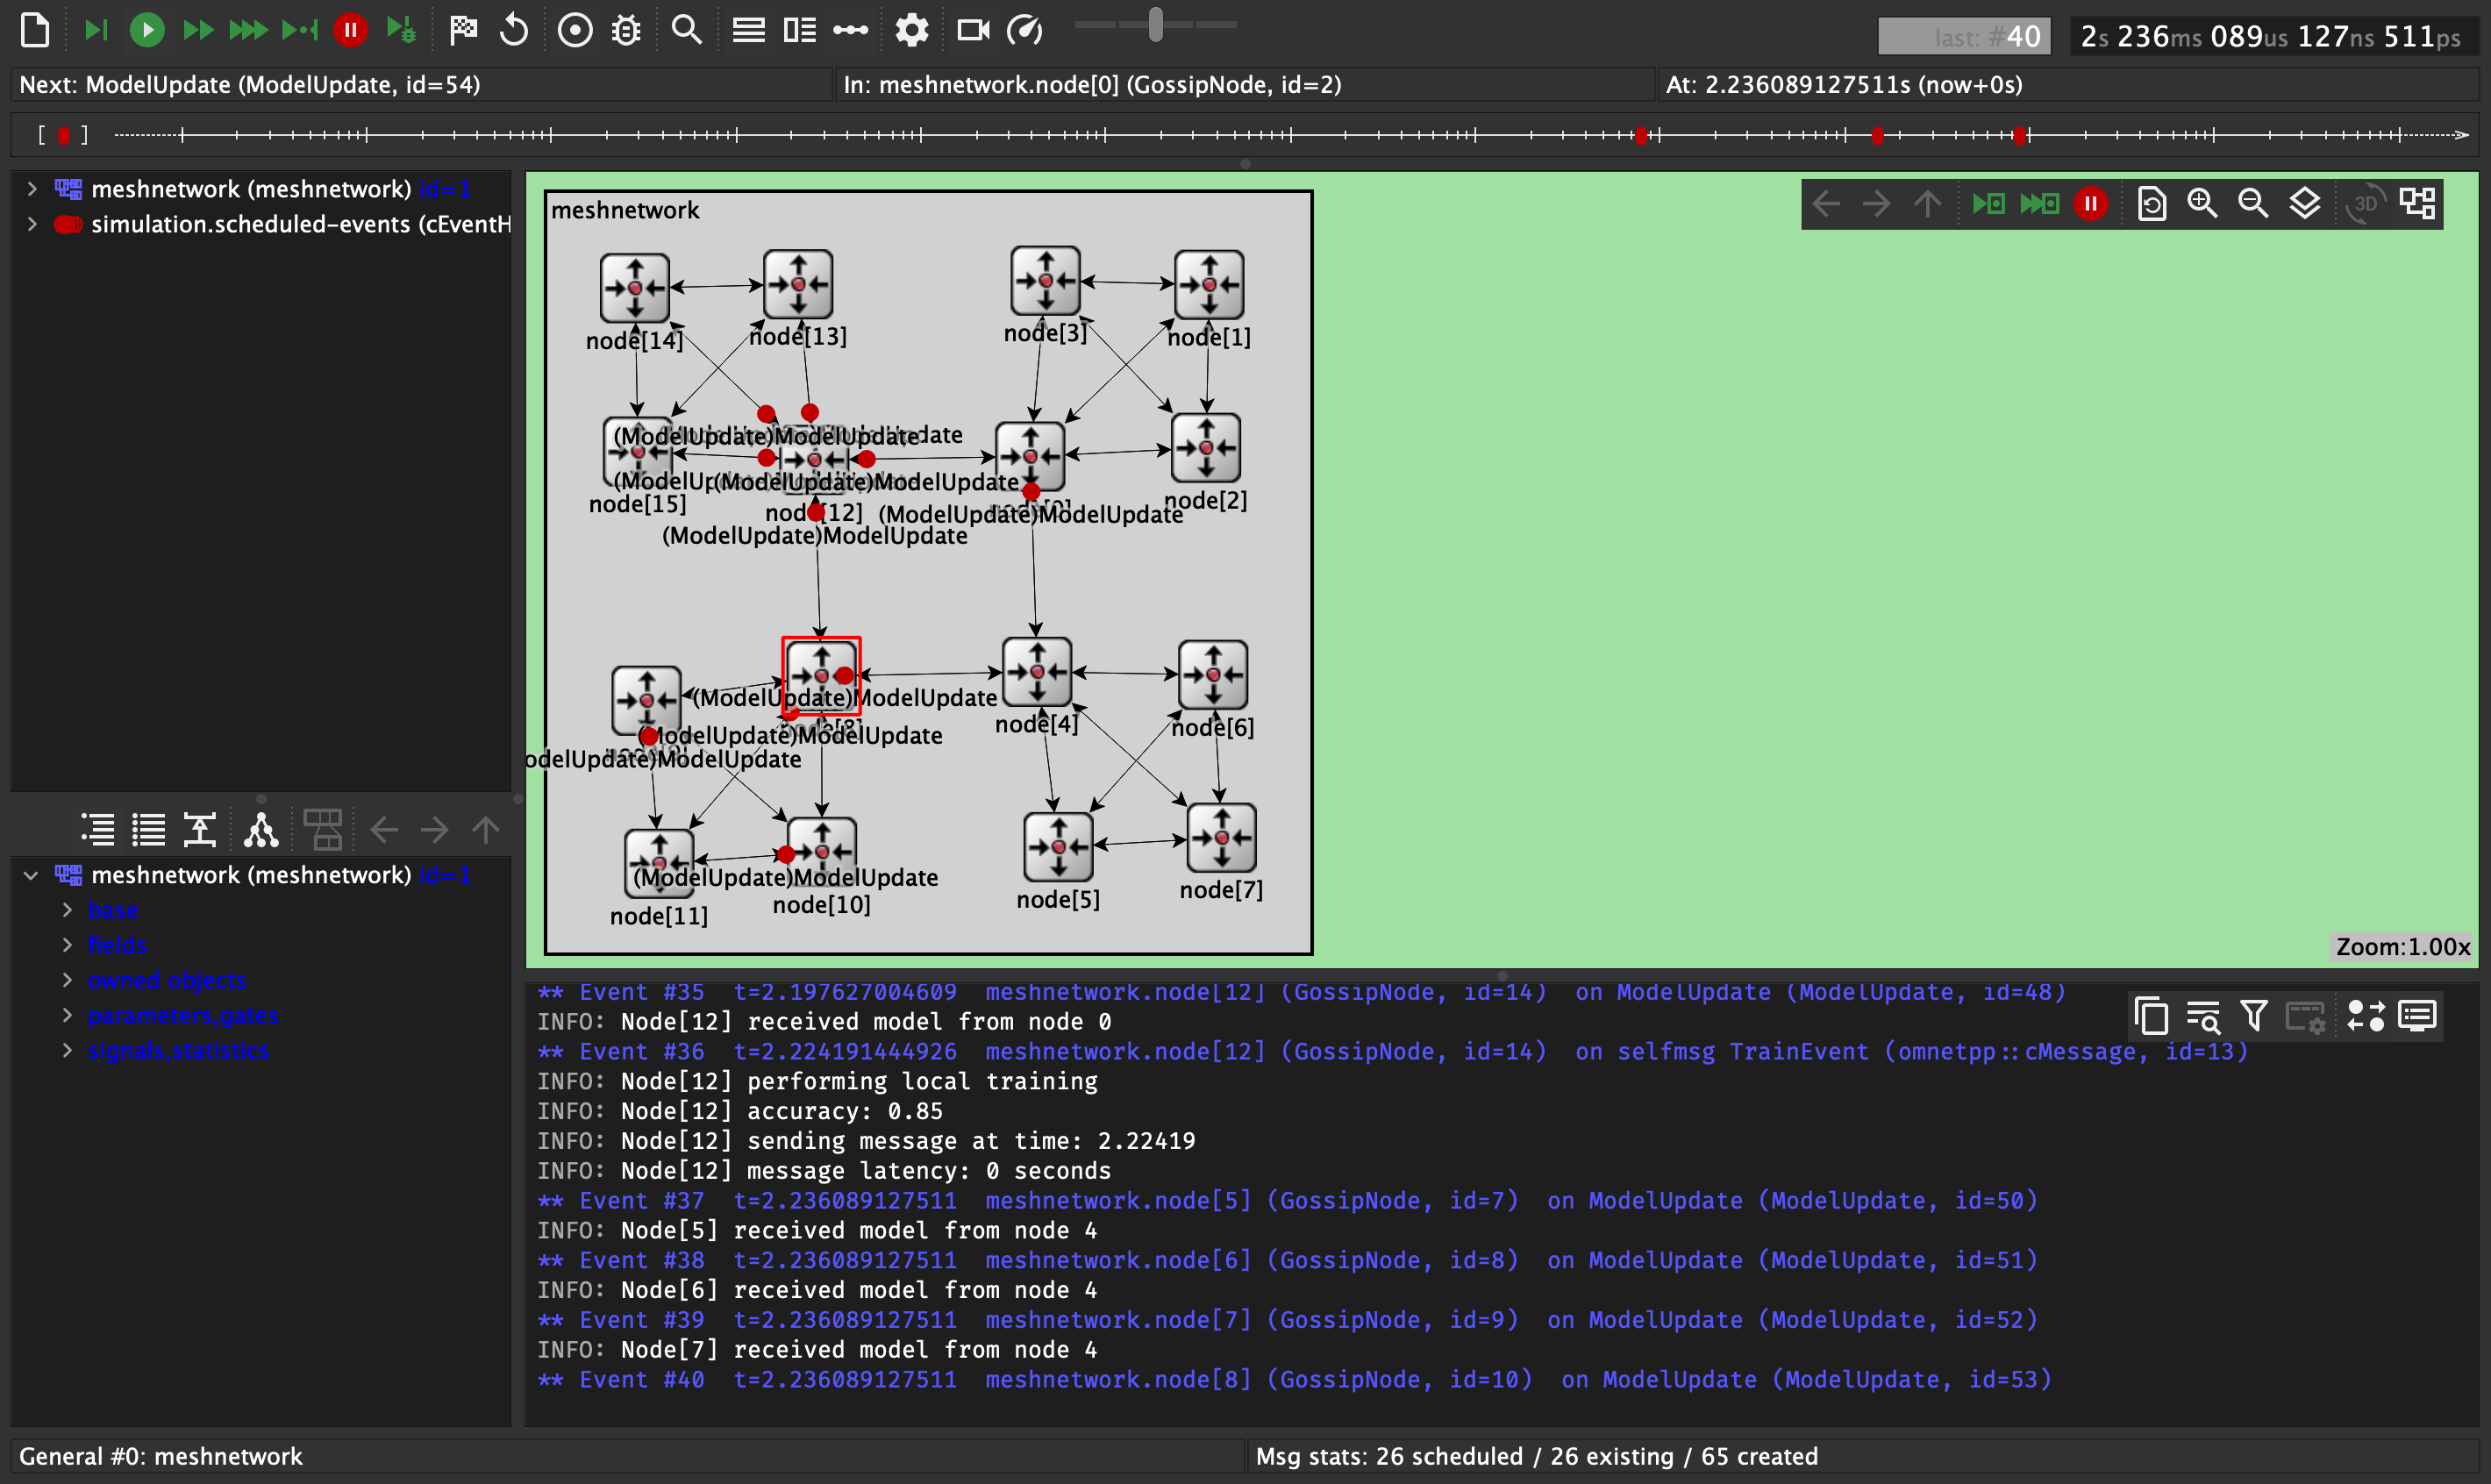 last: #40
2s 236ms 089us 127ns 511ps
Next: ModelUpdate (ModelUpdate, id=54)
In: meshnetwork.node[0] (GossipNode, id=2)
At: 2.236089127511s (now+0s)
meshnetwork (meshnetwork) id=1
simulation.scheduled-events (cEventH
meshnetwork
3D
node[14]
node[13]
node[3]
node[1]
(ModelUpdate)ModelUpdate
(ModelUpdate)ModelUpdate
node[15]
node[12]
(ModelUpdate)ModelUpdate
node[2]
(ModelUpdate)ModelUpdate
(ModelUpdate)ModelUpdate
node[4]
node[6]
(ModelUpdate)ModelUpdate
odelUpdate)ModelUpdate
(ModelUpdate)ModelUpdate
node[11]
node[10]
node[5]
node[7]
Zoom:1.00x
meshnetwork (meshnetwork) id=1
base
fields
owned objects
parameters,gates
signals,statistics
** Event #35 t=2.197627004609 meshnetwork.node[12] (GossipNode, id=14) on ModelUpdate (ModelUpdate, id=48)
INFO: Node[12] received model from node 0
** Event #36 t=2.224191444926 meshnetwork.node[12] (GossipNode, id=14) on selfmsg TrainEvent (omnetpp::cMessage, id=13)
INFO: Node[12] performing local training
INFO: Node[12] accuracy: 0.85
INFO: Node[12] sending message at time: 2.22419
INFO: Node[12] message latency: 0 seconds
** Event #37 t=2.236089127511 meshnetwork.node[5] (GossipNode, id=7) on ModelUpdate (ModelUpdate, id=50)
INFO: Node[5] received model from node 4
** Event #38 t=2.236089127511 meshnetwork.node[6] (GossipNode, id=8) on ModelUpdate (ModelUpdate, id=51)
INFO: Node[6] received model from node 4
** Event #39 t=2.236089127511 meshnetwork.node[7] (GossipNode, id=9) on ModelUpdate (ModelUpdate, id=52)
INFO: Node[7] received model from node 4
** Event #40 t=2.236089127511 meshnetwork.node[8] (GossipNode, id=10) on ModelUpdate (ModelUpdate, id=53)
General #0: meshnetwork
Msg stats: 26 scheduled / 26 existing / 65 created